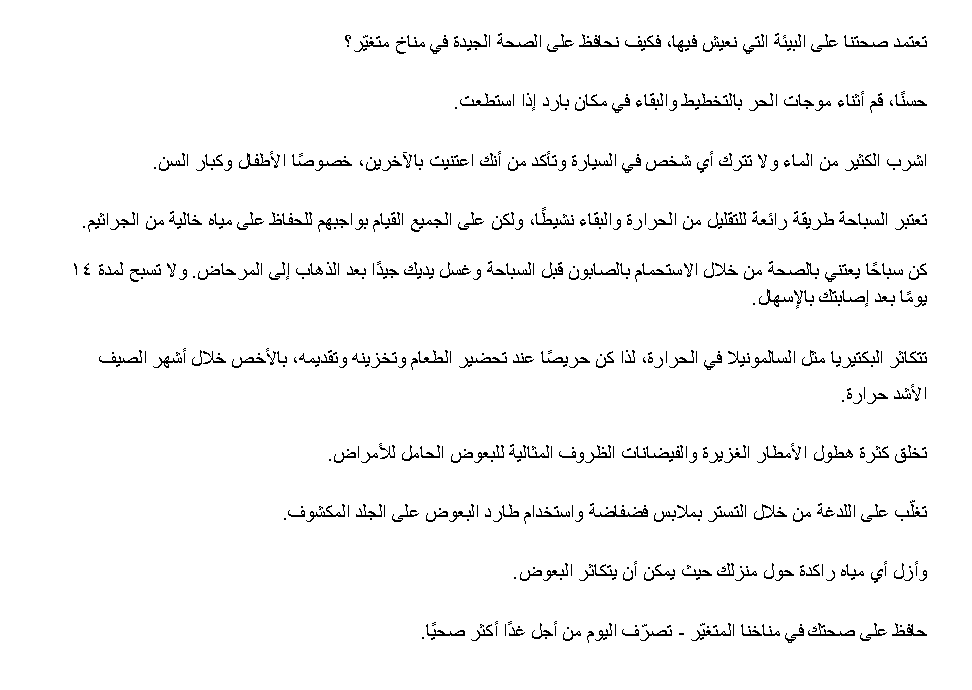 تعتمد صحتنا على البيئة التي نعيش فيها، فكيف نحافظ على الصحة الجيدة في مناخ متغيّر؟
حسنًا، قم أثناء موجات الحر بالتخطيط والبقاء في مكان بارد إذا استطعت.
اشرب الكثير من الماء ولا تترك أي شخص في السيارة وتأكد من أنك اعتنيت بالآخرين، خصوصًا الأطفال وكبار السن.
تعتبر السباحة طريقة رائعة للتقليل من الحرارة والبقاء نشيطًا، ولكن على الجميع القيام بواجبهم للحفاظ على مياه خالية من الجراثيم.
كن سباحًا يعتني بالصحة من خلال الاستحمام بالصابون قبل السباحة وغسل يديك جيدًا بعد الذهاب إلى المرحاض. ولا تسبح لمدة ١٤
يومًا بعد إصابتك بالإسهال.
تتكاثر البكتيريا مثل السالمونيلا في الحرارة، لذا كن حريصًا عند تحضير الطعام وتخزينه وتقديمه، بالأخص خلال أشهر الصيف
الأشد حرارة.
تخلق كثرة هطول الأمطار الغزيرة والفيضانات الظروف المثالية للبعوض الحامل للأمراض.
تغلّب على اللدغة من خلال التستر بملابس فضفاضة واستخدام طارد البعوض على الجلد المكشوف.
وأزل أي مياه راكدة حول منزلك حيث يمكن أن يتكاثر البعوض.
حافظ على صحتك في مناخنا المتغيّر - تصرّف اليوم من أجل غدًا أكثر صحيًا.